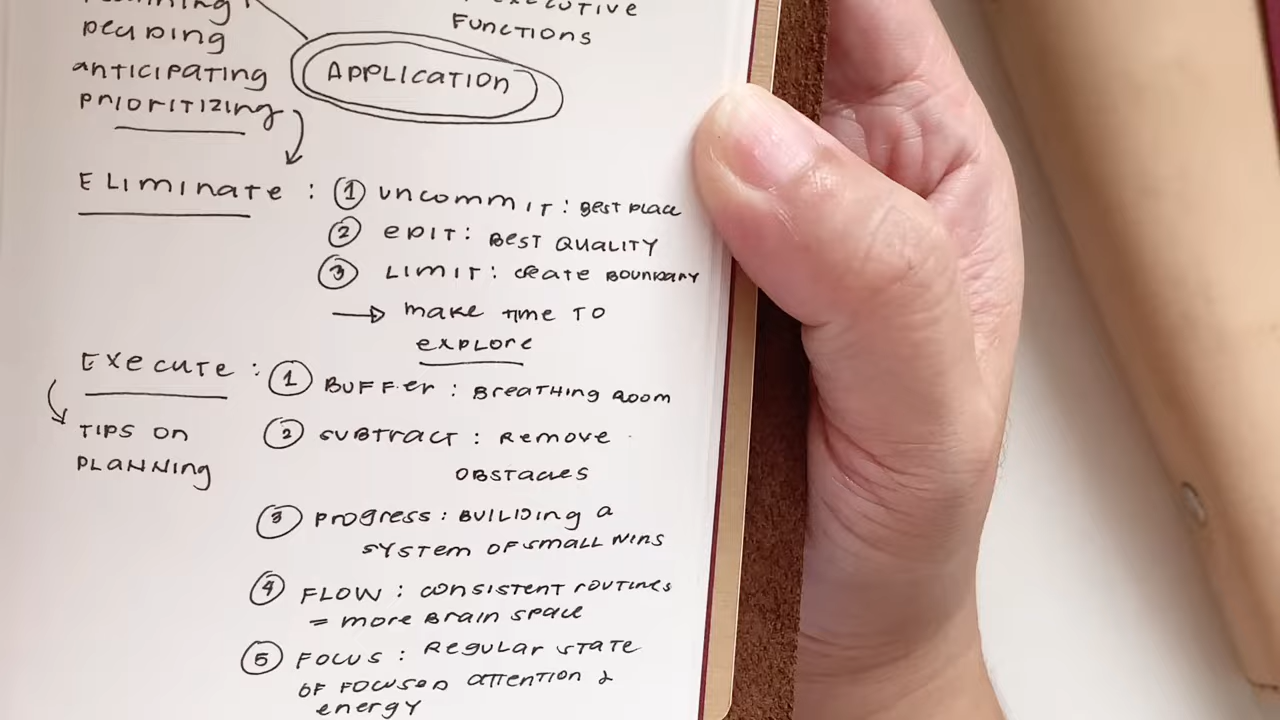 FUNCTIONS
DECIDING
APPLICATION
ANTICIPATING
PRIORITIZING
ELIMINATE : ① UNCOMMIT : BEST PLACE
② EDIT : BEST QUALITY
③ LIMIT : CREATE BOUNDARY
→ MAKE TIME TO
EXPLORE
EXECUTE : ① BUFFER : BREATHING ROOM
TIPS ON
PLANNING
② SUBTRACT : REMOVE
OBSTACLES
③ PROGRESS : BUILDING A
SYSTEM OF SMALL WINS
④ FLOW : CONSISTENT ROUTINES
= MORE BRAIN SPACE
⑤ FOCUS : REGULAR STATE
OF FOCUSED ATTENTION &
ENERGY